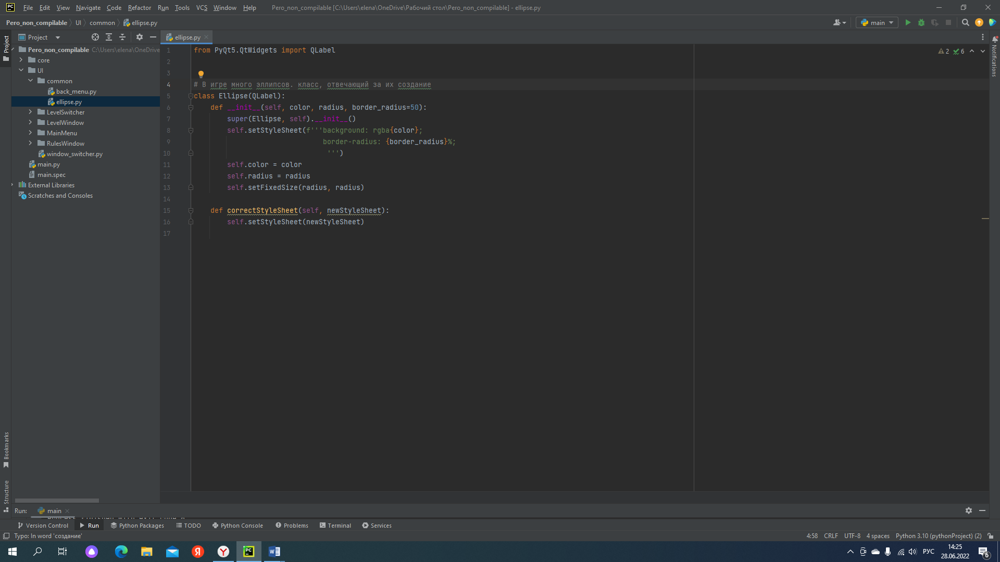 File Edit View Navigate Code Refactor Run Tools VCS Window Help Pero_non_compilable [C:\Users\elena\OneDrive\Рабочий стол\Pero_non_compilable] - ellipse.py
Pero_non_compilable UI common ellipse.py main
Project ellipse.py
Project
Pero_non_compilable C:\Users\elena\OneDrive
core
UI
common
back_menu.py
ellipse.py
LevelSwitcher
LevelWindow
MainMenu
RulesWindow
window_switcher.py
main.py
main.spec
External Libraries
Scratches and Consoles
1 from PyQt5.QtWidgets import QLabel
2
3
4 # В игре много эллипсов. класс, отвечающий за их создание
5 class Ellipse(QLabel):
6 def __init__(self, color, radius, border_radius=50):
7 super(Ellipse, self).__init__()
8 self.setStyleSheet(f'''background: rgba{color};
9 border-radius: {border_radius}%;
10 ''')
11 self.color = color
12 self.radius = radius
13 self.setFixedSize(radius, radius)
14
15 def correctStyleSheet(self, newStyleSheet):
16 self.setStyleSheet(newStyleSheet)
17
2 6
Notifications
Bookmarks
Structure
Run: main
Version Control Run Python Packages TODO Python Console Problems Terminal Services
Typo: In word 'создание' 4:58 CRLF UTF-8 4 spaces Python 3.10 (pythonProject) (2)
РУС 14:25
28.06.2022 6